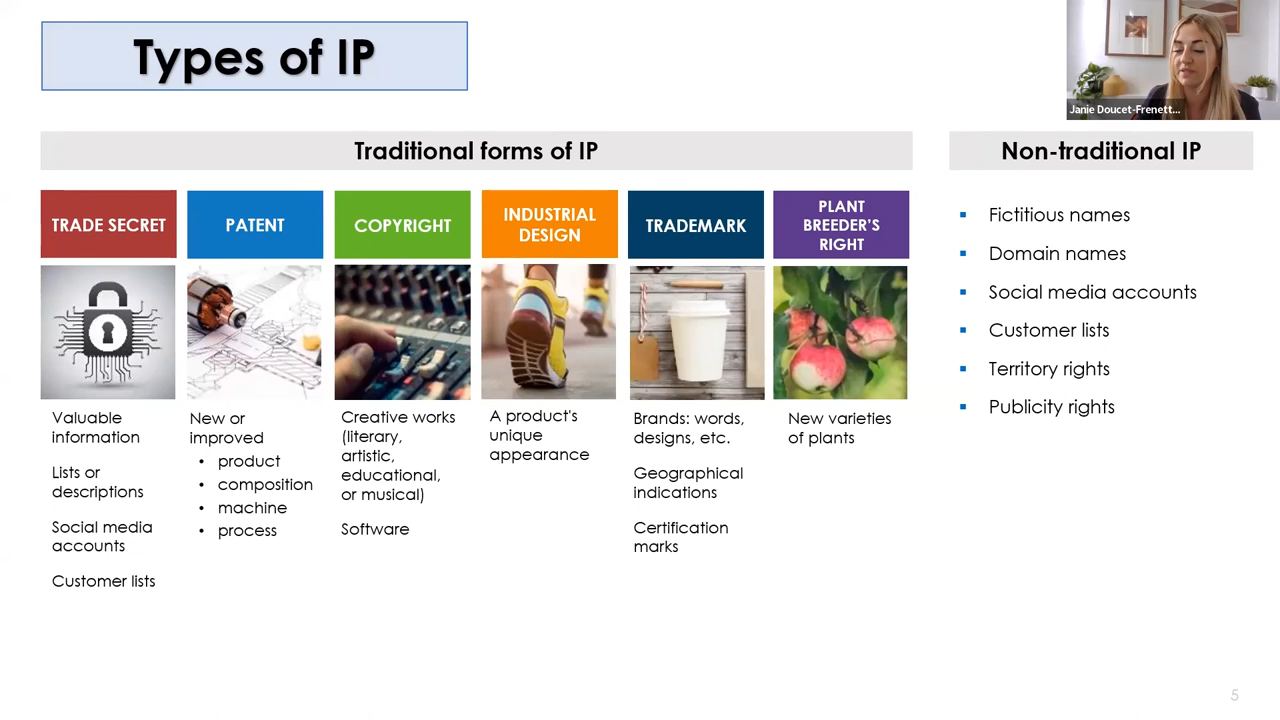 Types of IP
Janie Doucet-Frenett...
Traditional forms of IP
Non-traditional IP
TRADE SECRET
Valuable
information
Lists or
descriptions
Social media
accounts
Customer lists
PATENT
New or
improved
• product
• composition
• machine
• process
COPYRIGHT
Creative works
(literary,
artistic,
educational,
or musical)
Software
INDUSTRIAL
DESIGN
A product's
unique
appearance
TRADEMARK
Brands: words,
designs, etc.
Geographical
indications
Certification
marks
PLANT
BREEDER'S
RIGHT
New varieties
of plants
▪ Fictitious names
▪ Domain names
▪ Social media accounts
▪ Customer lists
▪ Territory rights
▪ Publicity rights
5